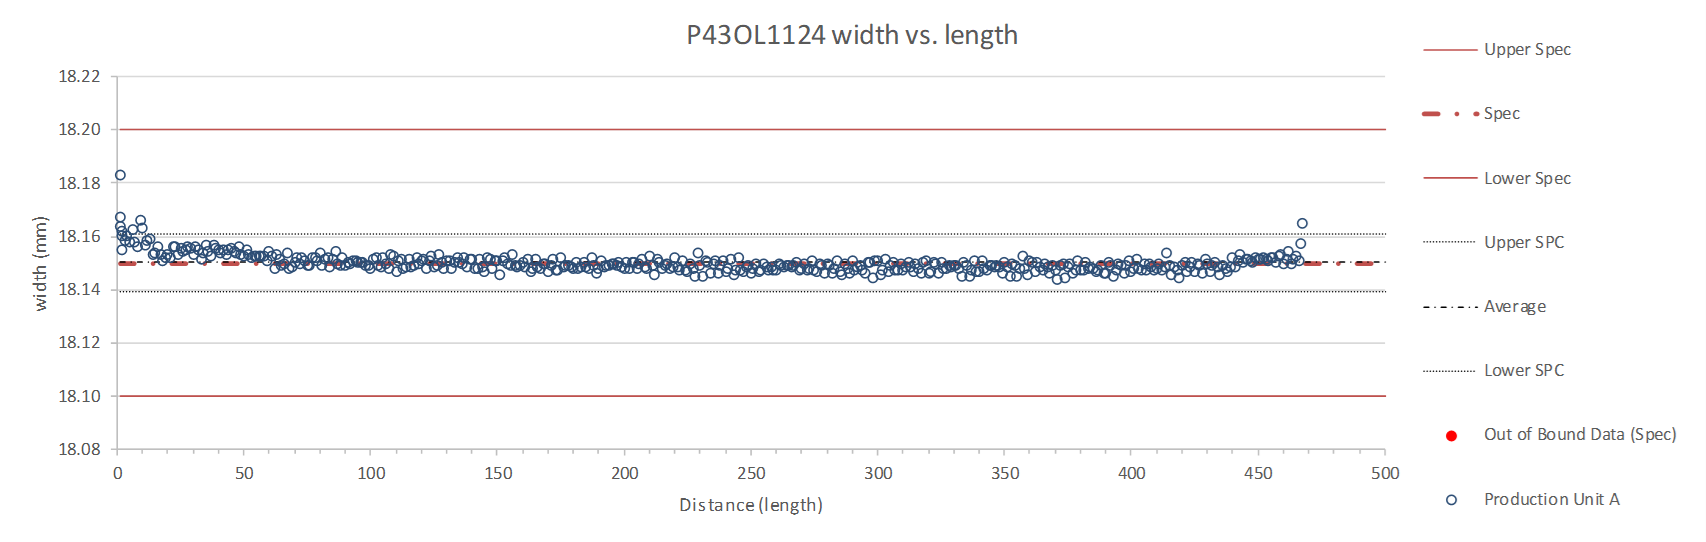 P43OL1124 width vs. length
18.22
18.20
18.18
18.16
18.14
18.12
18.10
18.08
width (mm)
0 50 100 150 200 250 300 350 400 450 500
Distance (length)
Upper Spec
Spec
Lower Spec
Upper SPC
Average
Lower SPC
Out of Bound Data (Spec)
Production Unit A